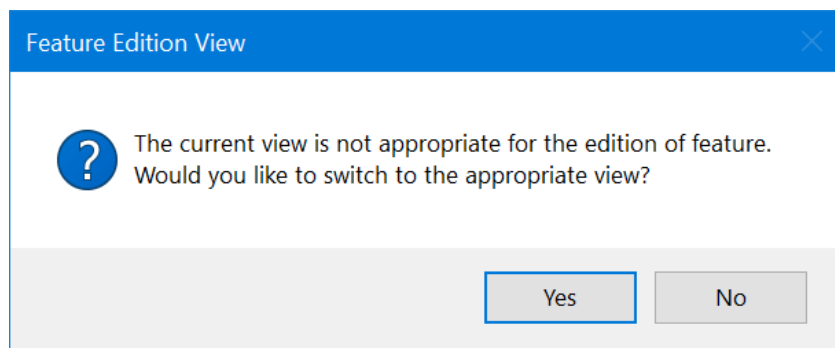 Feature Edition View
The current view is not appropriate for the edition of feature.
Would you like to switch to the appropriate view?
Yes
No